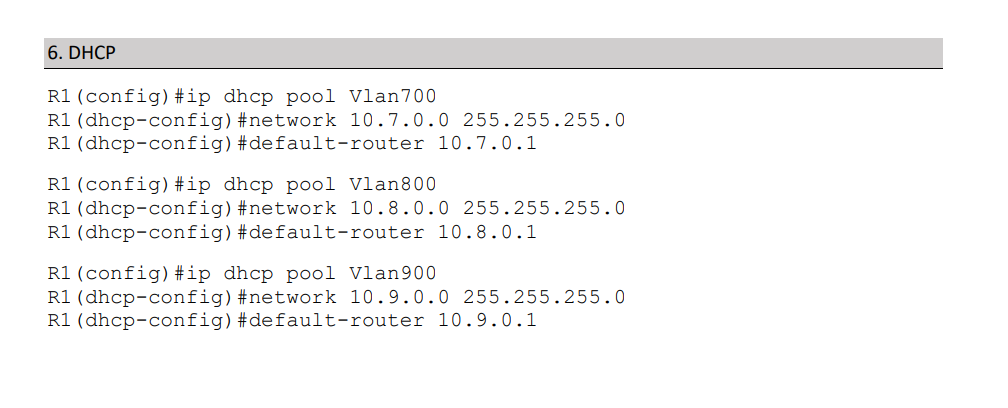 6. DHCP
R1(config)#ip dhcp pool Vlan700
R1(dhcp-config)#network 10.7.0.0 255.255.255.0
R1(dhcp-config)#default-router 10.7.0.1
R1(config)#ip dhcp pool Vlan800
R1(dhcp-config)#network 10.8.0.0 255.255.255.0
R1(dhcp-config)#default-router 10.8.0.1
R1(config)#ip dhcp pool Vlan900
R1(dhcp-config)#network 10.9.0.0 255.255.255.0
R1(dhcp-config)#default-router 10.9.0.1